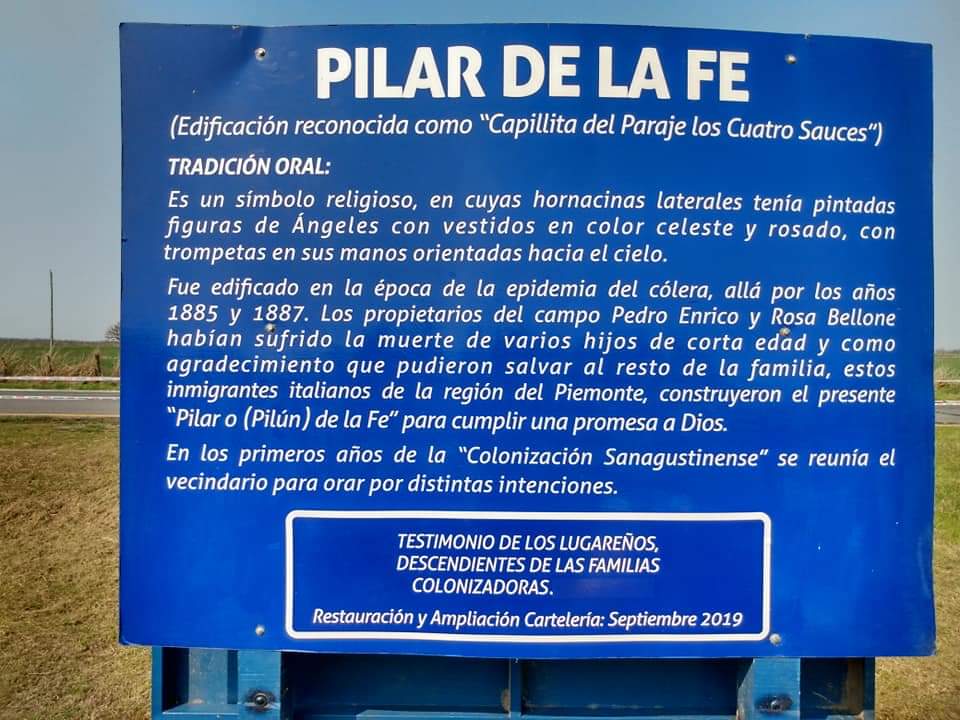 PILAR DE LA FE
(Edificación reconocida como "Capillita del Paraje los Cuatro Sauces")
TRADICIÓN ORAL:
Es un símbolo religioso, en cuyas hornacinas laterales tenía pintadas
figuras de Ángeles con vestidos en color celeste y rosado, con
trompetas en sus manos orientadas hacia el cielo.
Fue edificado en la época de la epidemia del cólera, allá por los años
1885 y 1887. Los propietarios del campo Pedro Enrico y Rosa Bellone
habían sufrido la muerte de varios hijos de corta edad y como
agradecimiento que pudieron salvar al resto de la familia, estos
inmigrantes italianos de la región del Piemonte, construyeron el presente
"Pilar o (Pilún) de la Fe" para cumplir una promesa a Dios.
En los primeros años de la "Colonización Sanagustinense" se reunía el
vecindario para orar por distintas intenciones.
TESTIMONIO DE LOS LUGAREÑOS,
DESCENDIENTES DE LAS FAMILIAS
COLONIZADORAS.
Restauración y Ampliación Cartelería: Septiembre 2019